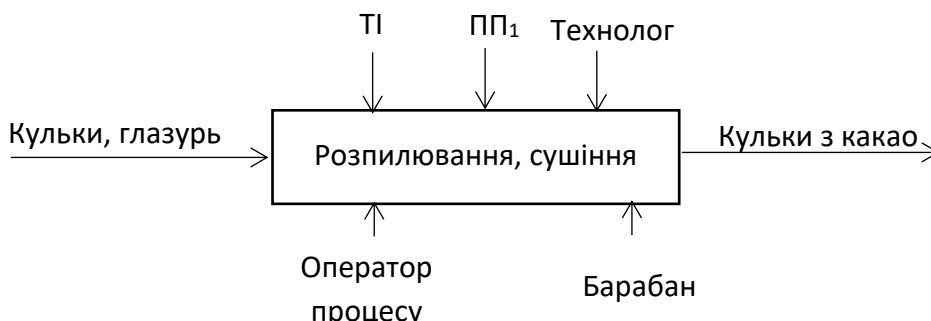 ТІ
ПП₁
Технолог
Кульки, глазурь
Розпилювання, сушіння
Кульки з какао
Оператор
процесу
Барабан